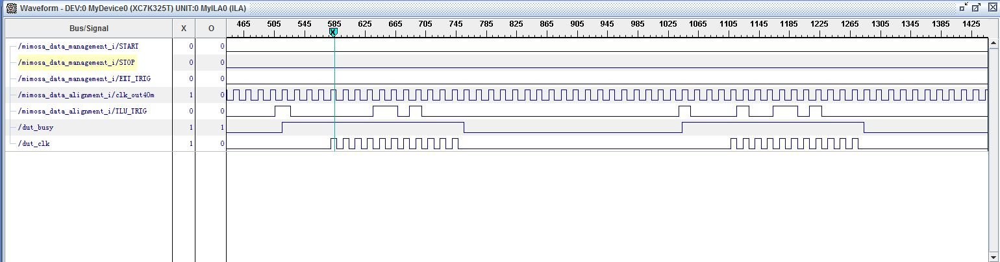 Waveform - DEV:0 MyDevice0 (XC7K325T) UNIT:0 MyILA0 (ILA)
Bus/Signal X O 465 505 545 585 625 665 705 745 785 825 865 905 945 985 1025 1065 1105 1145 1185 1225 1265 1305 1345 1385 1425
X
/mimosa_data_management_i/START 0 0
/mimosa_data_management_i/STOP 0 0
/mimosa_data_management_i/EXT_TRIG 0 0
/mimosa_data_alignment_i/clk_out40m 1 0
/mimosa_data_alignment_i/TLU_TRIG 0 0
/dut_busy 1 1
/dut_clk 1 0